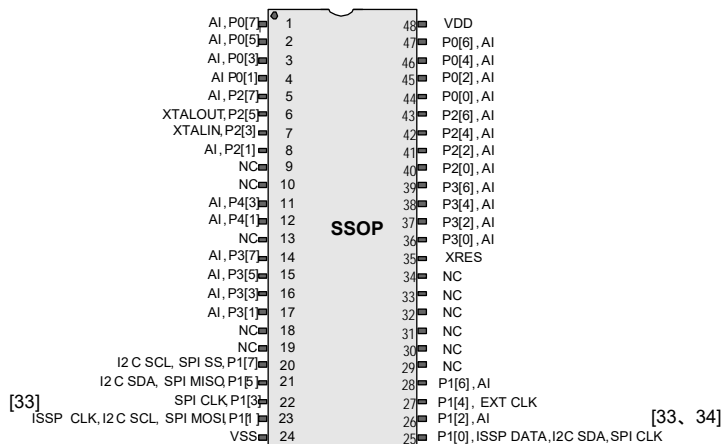 AI, P0[7] 1
AI, P0[5] 2
AI, P0[3] 3
AI P0[1] 4
AI, P2[7] 5
XTALOUT, P2[5] 6
XTALIN, P2[3] 7
AI, P2[1] 8
NC 9
NC 10
AI, P4[3] 11
AI, P4[1] 12
NC 13
AI, P3[7] 14
AI, P3[5] 15
AI, P3[3] 16
AI, P3[1] 17
NC 18
NC 19
I2C SCL, SPI SS, P1[7] 20
I2C SDA, SPI MISO, P1[5] 21
SPI CLK, P1[3] 22
[33] ISSP CLK, I2C SCL, SPI MOSI, P1[1] 23
VSS 24
SSOP
48 VDD
47 P0[6], AI
46 P0[4], AI
45 P0[2], AI
44 P0[0], AI
43 P2[6], AI
42 P2[4], AI
41 P2[2], AI
40 P2[0], AI
39 P3[6], AI
38 P3[4], AI
37 P3[2], AI
36 P3[0], AI
35 XRES
34 NC
33 NC
32 NC
31 NC
30 NC
29 NC
28 P1[6], AI
27 P1[4], EXT CLK
26 P1[2], AI [33、34]
25 P1[0], ISSP DATA, I2C SDA, SPI CLK